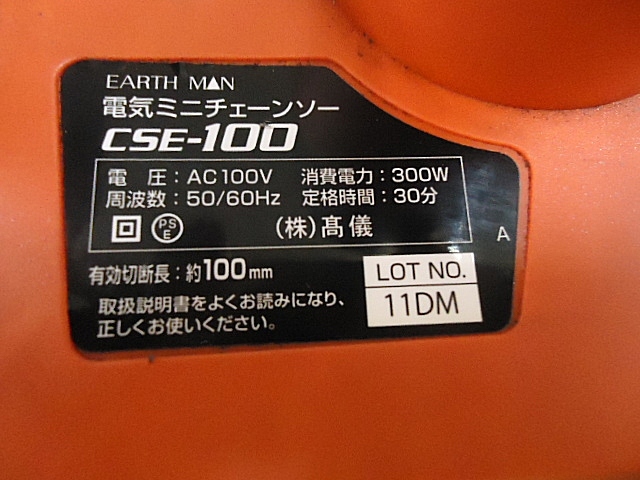 EARTH MAN
電気ミニチェーンソー
CSE-100
電 圧：AC100V 消費電力：300W
周波数：50/60Hz 定格時間：30分
PSE (株)髙儀
A
有効切断長：約100mm
取扱説明書をよくお読みになり、
正しくお使いください。
LOT NO.
11DM